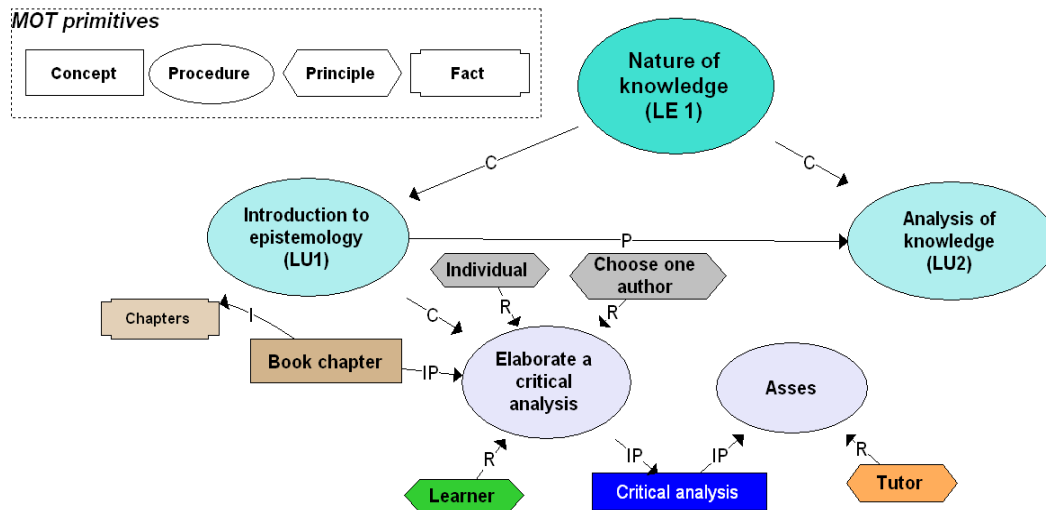 MOT primitives
Concept
Procedure
Principle
Fact
Nature of
knowledge
(LE 1)
C
C
Introduction to
epistemology
(LU1)
P
Analysis of
knowledge
(LU2)
Individual
Choose one
author
R
R
C
Chapters
I
Book chapter
IP
Elaborate a
critical
analysis
Asses
R
IP
IP
R
Learner
Critical analysis
Tutor